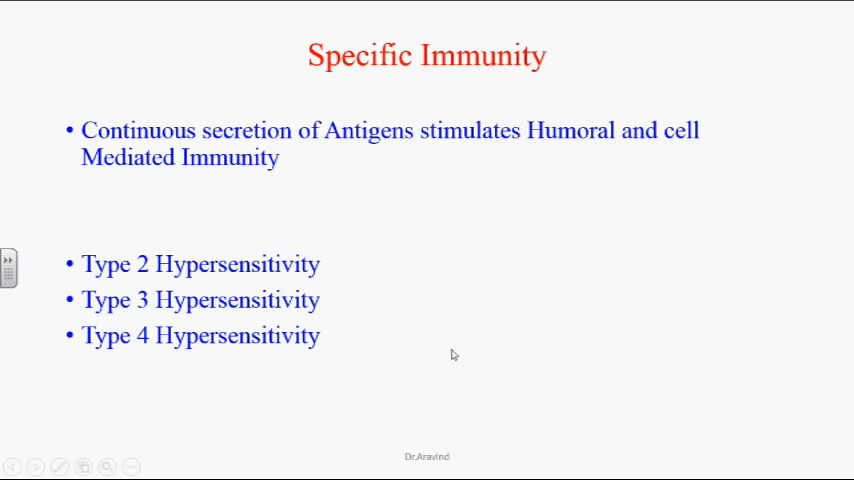 Specific Immunity
• Continuous secretion of Antigens stimulates Humoral and cell
Mediated Immunity
• Type 2 Hypersensitivity
• Type 3 Hypersensitivity
• Type 4 Hypersensitivity
Dr.Aravind